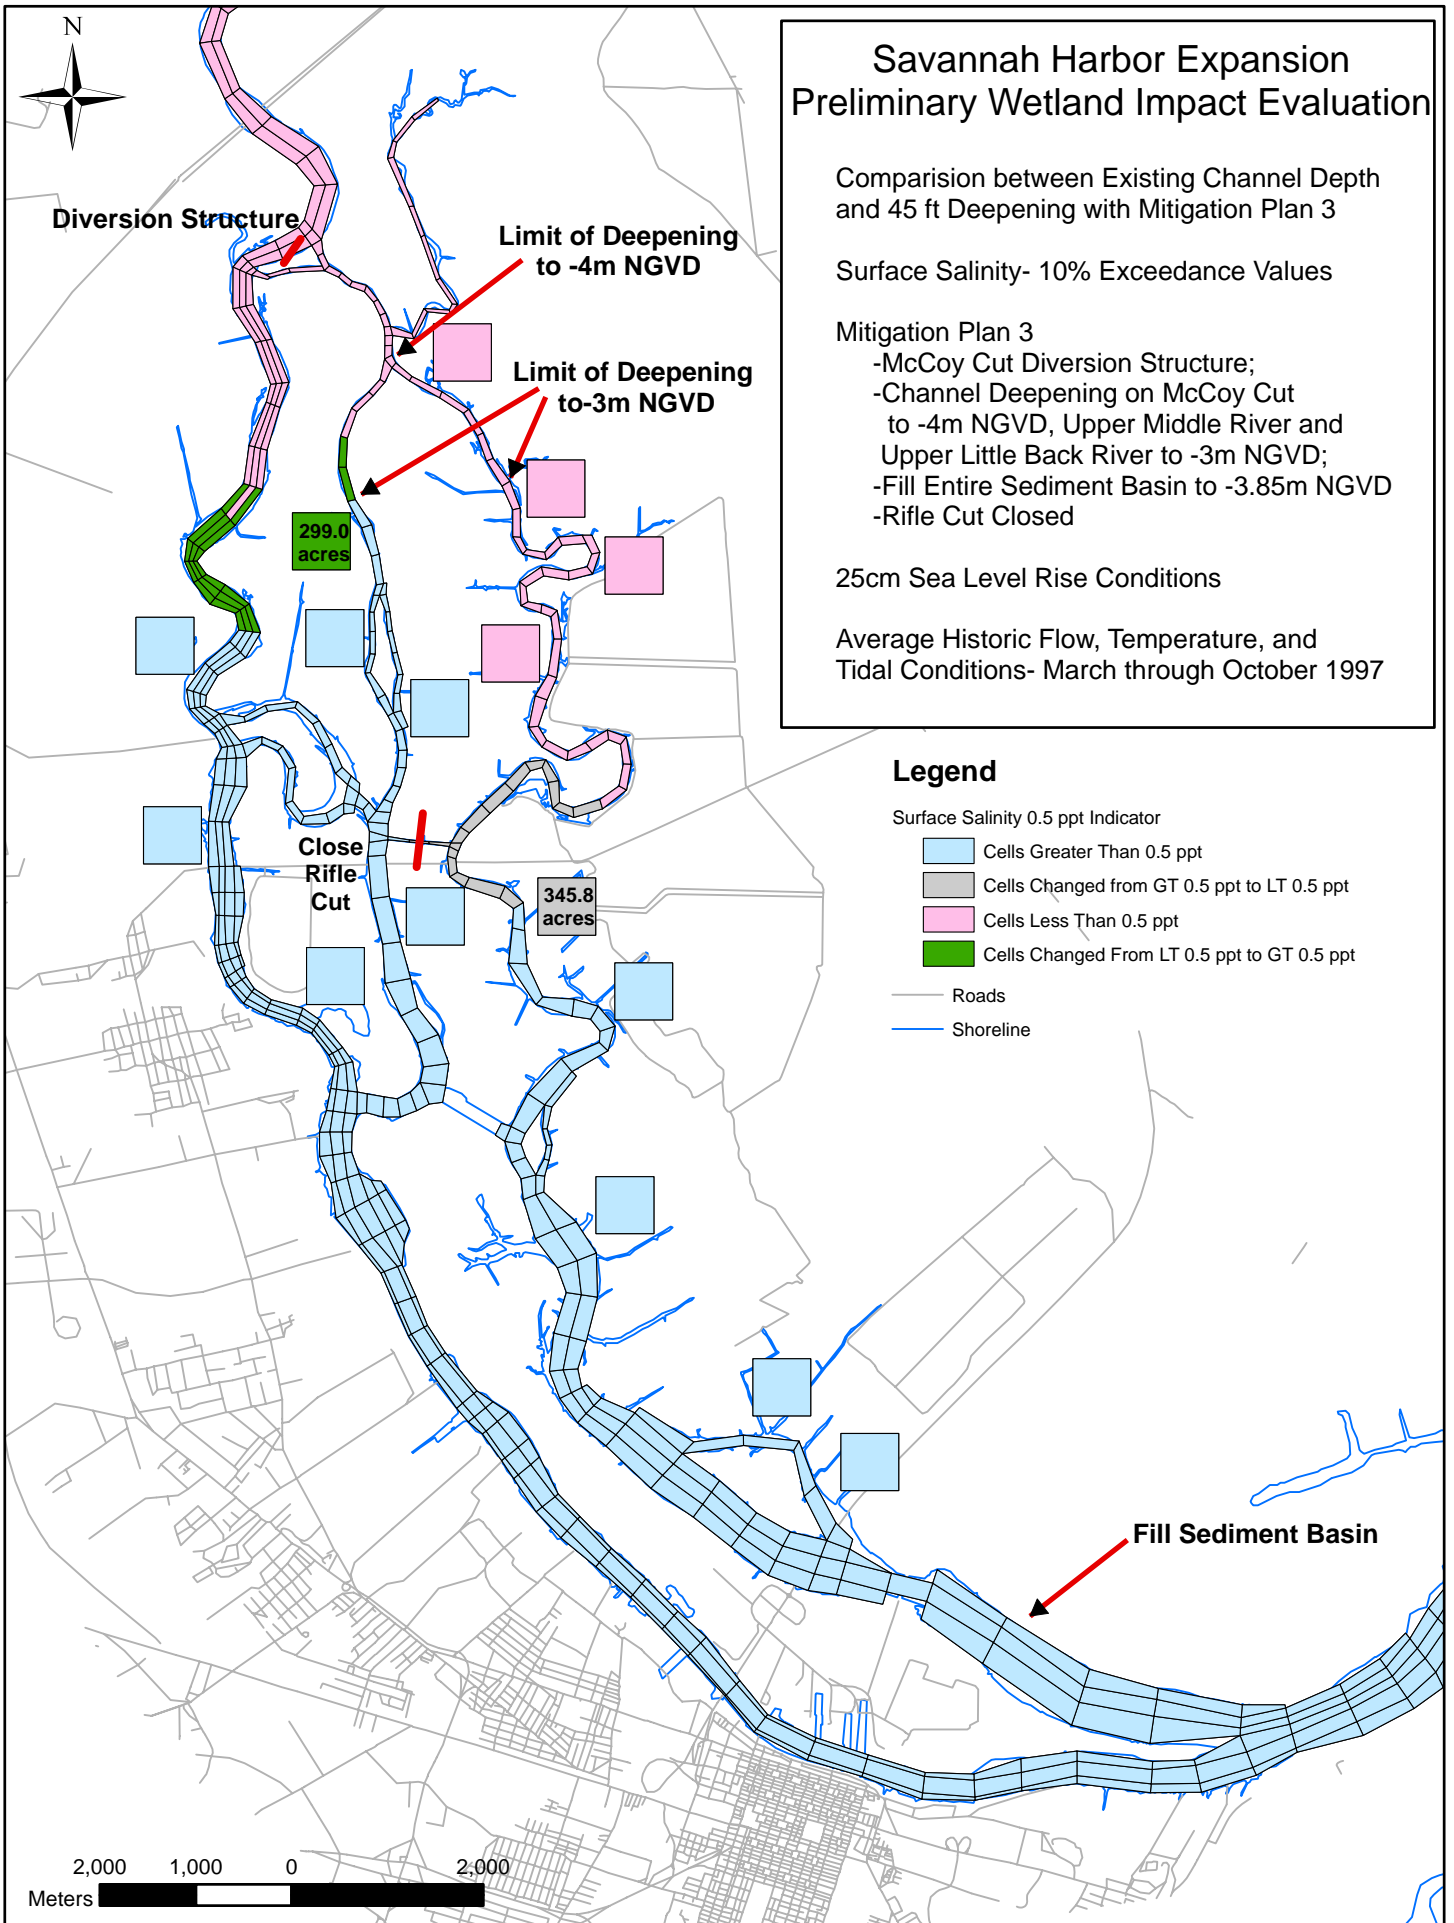 N
Savannah Harbor Expansion
Preliminary Wetland Impact Evaluation
Comparision between Existing Channel Depth
and 45 ft Deepening with Mitigation Plan 3
Surface Salinity- 10% Exceedance Values
Mitigation Plan 3
-McCoy Cut Diversion Structure;
-Channel Deepening on McCoy Cut
to -4m NGVD, Upper Middle River and
Upper Little Back River to -3m NGVD;
-Fill Entire Sediment Basin to -3.85m NGVD
-Rifle Cut Closed
25cm Sea Level Rise Conditions
Average Historic Flow, Temperature, and
Tidal Conditions- March through October 1997
Diversion Structure
Limit of Deepening
to -4m NGVD
Limit of Deepening
to-3m NGVD
299.0
acres
Close
Rifle
Cut
345.8
acres
Legend
Surface Salinity 0.5 ppt Indicator
Cells Greater Than 0.5 ppt
Cells Changed from GT 0.5 ppt to LT 0.5 ppt
Cells Less Than 0.5 ppt
Cells Changed From LT 0.5 ppt to GT 0.5 ppt
Roads
Shoreline
Fill Sediment Basin
2,000 1,000 0 2,000
Meters